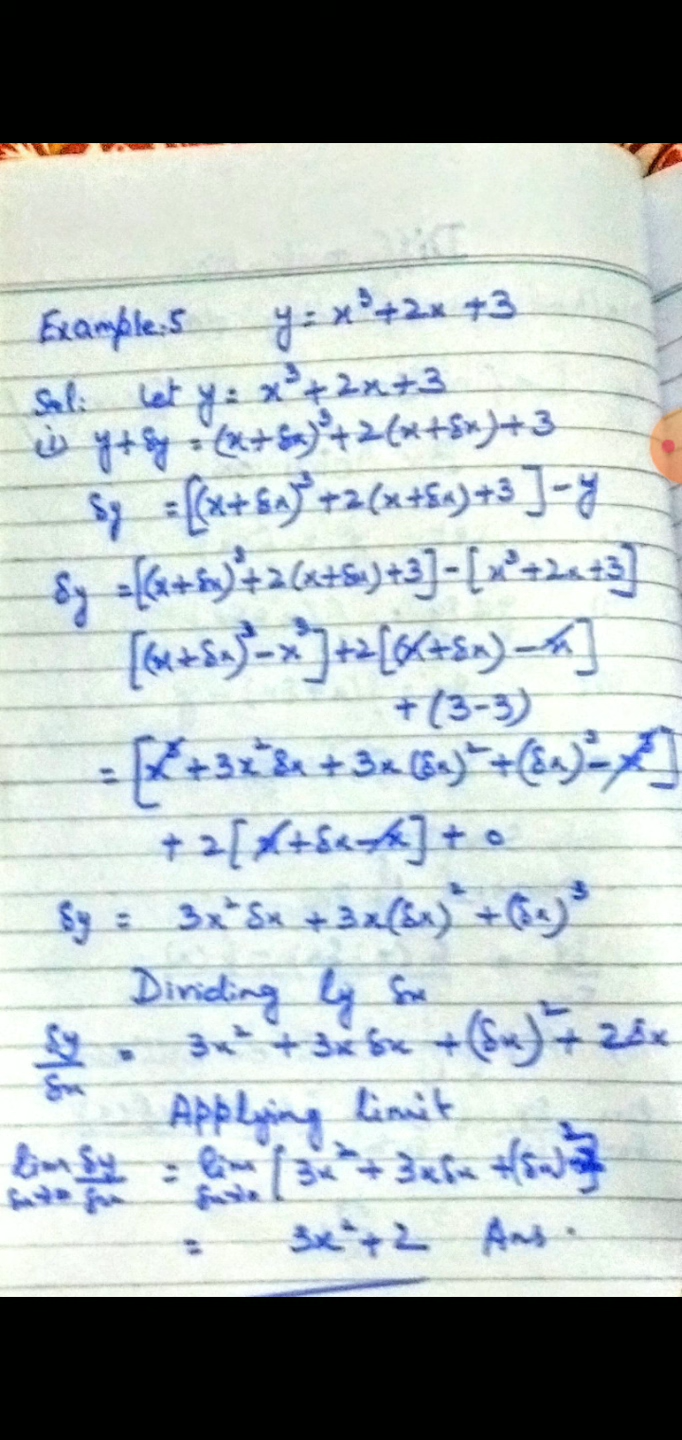 Example:5 y = x³+2x+3
Sol: Let y = x³+2x+3
(i) y+δy = (x+δx)³+2(x+δx)+3
δy = [(x+δx)³+2(x+δx)+3]-y
δy = [(x+δx)³+2(x+δx)+3]-[x³+2x+3]
[(x+δx)³-x³]+2[(x+δx)-x]
+(3-3)
= [x³+3x²δx+3x(δx)²+(δx)³-x³]
+2[x+δx-x]+0
δy = 3x²δx+3x(δx)²+(δx)³
Dividing by δx
δy/δx = 3x²+3xδx+(δx)²+2δx
Applying limit
lim δx→0 δy/δx = lim δx→0 [3x²+3xδx+(δx)²]
= 3x²+2 Ans.